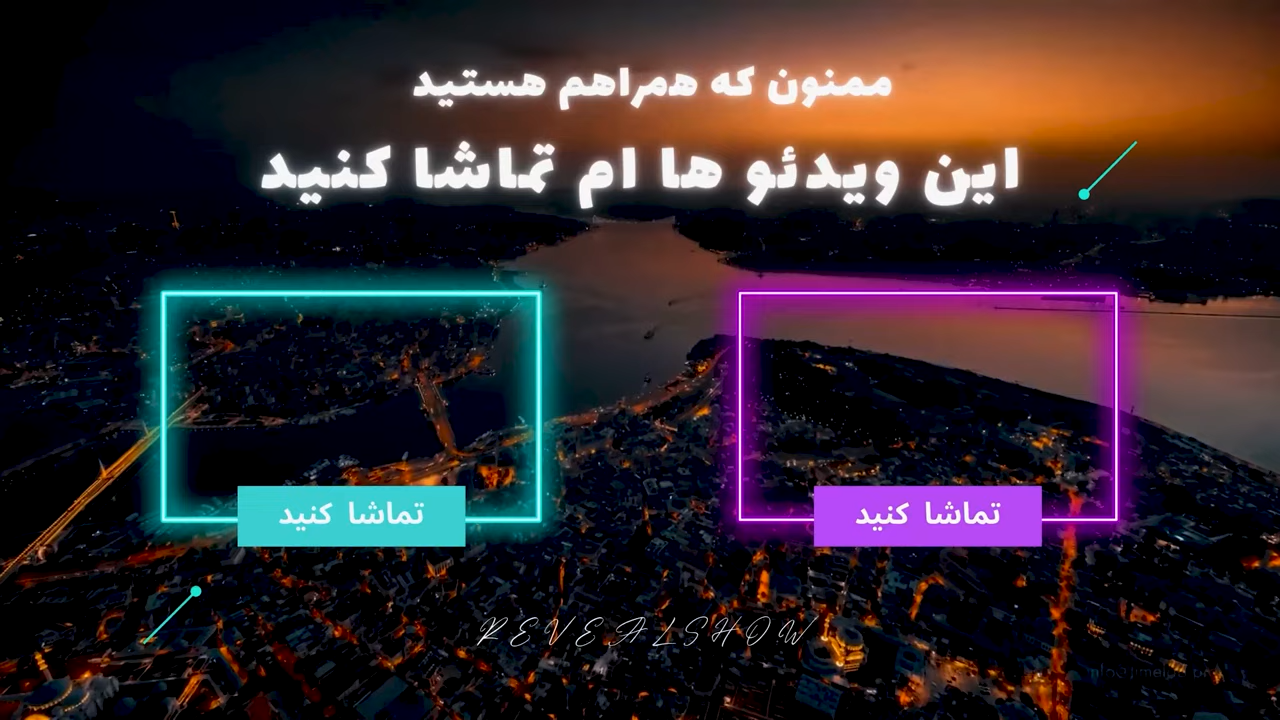 ممنون که همراهم هستید
این ویدئو ها ام تماشا کنید
تماشا کنید
تماشا کنید
REVEALSHOW